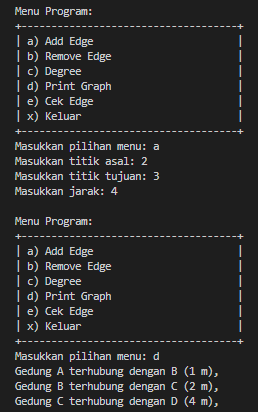 Menu Program:
+-----------------------------------+
| a) Add Edge |
| b) Remove Edge |
| c) Degree |
| d) Print Graph |
| e) Cek Edge |
| x) Keluar |
+-----------------------------------+
Masukkan pilihan menu: a
Masukkan titik asal: 2
Masukkan titik tujuan: 3
Masukkan jarak: 4
Menu Program:
+-----------------------------------+
| a) Add Edge |
| b) Remove Edge |
| c) Degree |
| d) Print Graph |
| e) Cek Edge |
| x) Keluar |
+-----------------------------------+
Masukkan pilihan menu: d
Gedung A terhubung dengan B (1 m),
Gedung B terhubung dengan C (2 m),
Gedung C terhubung dengan D (4 m),